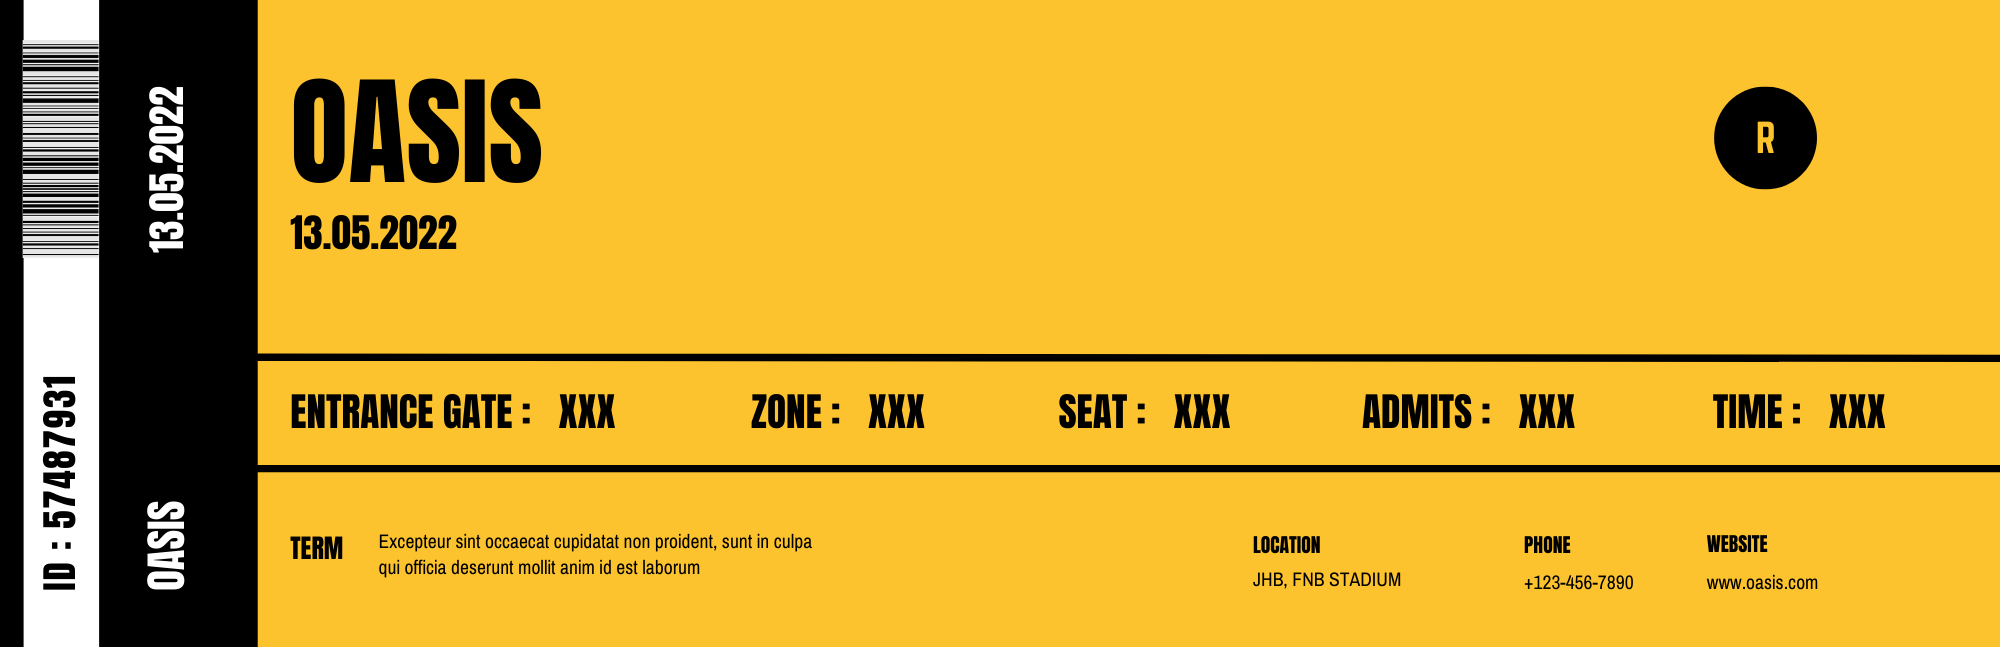 ID : 57487931
13.05.2022
OASIS
OASIS
13.05.2022
R
ENTRANCE GATE : XXX ZONE : XXX SEAT : XXX ADMITS : XXX TIME : XXX
TERM
Excepteur sint occaecat cupidatat non proident, sunt in culpa
qui officia deserunt mollit anim id est laborum
LOCATION
JHB, FNB STADIUM
PHONE
+123-456-7890
WEBSITE
www.oasis.com